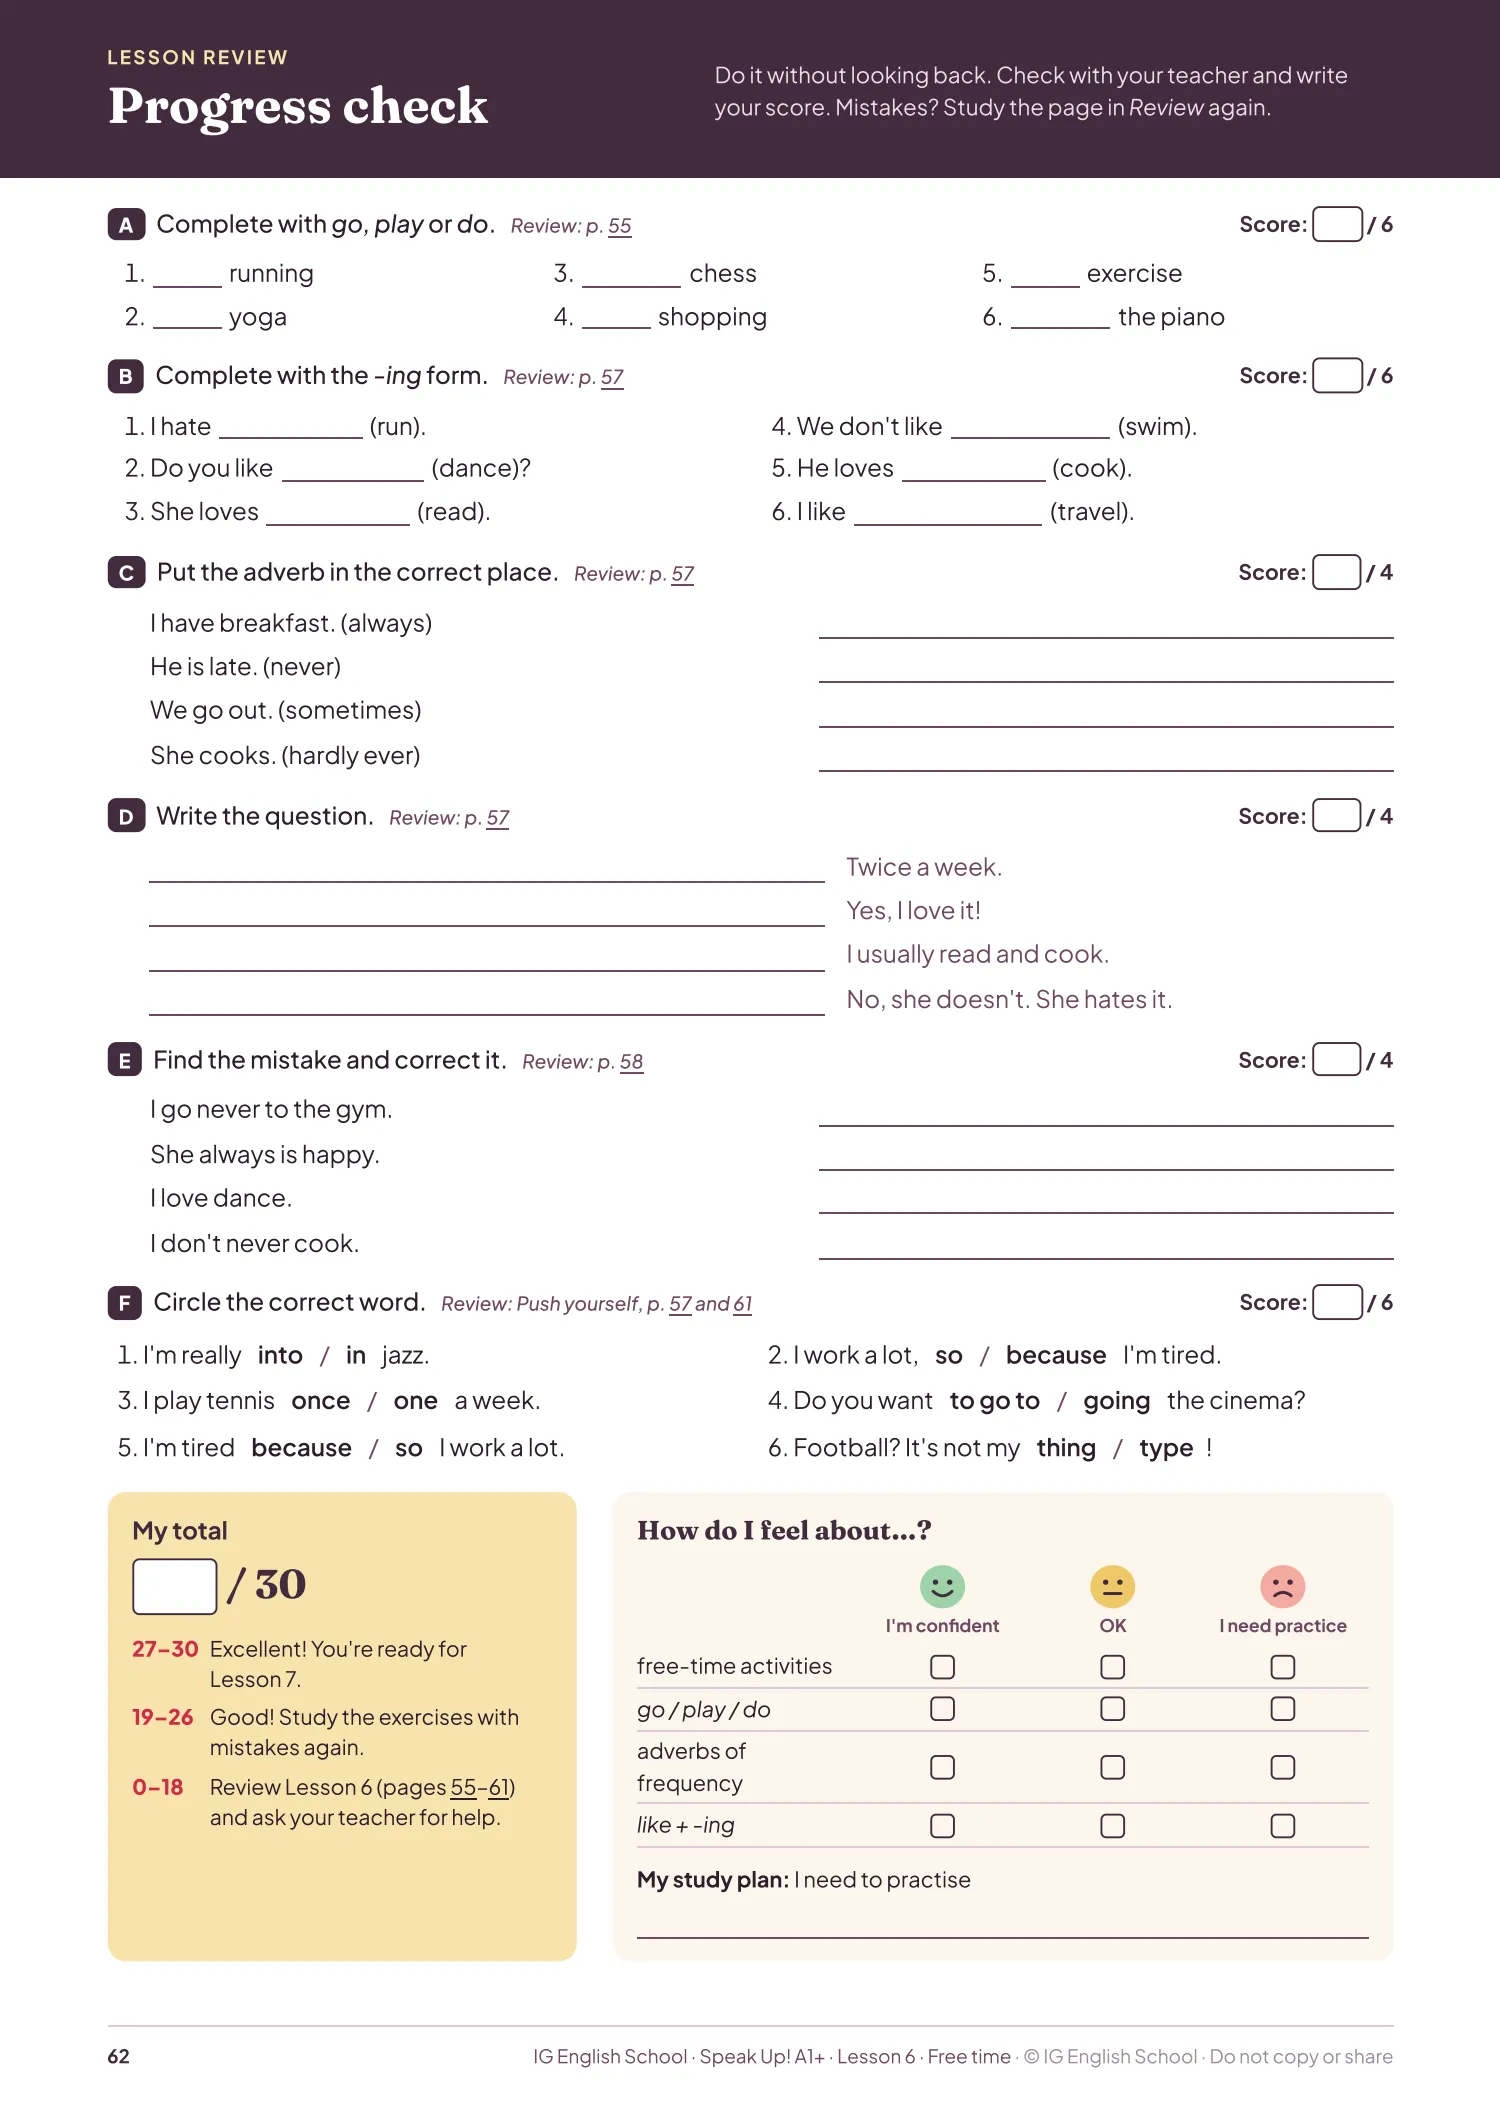 LESSON REVIEW
Progress check
Do it without looking back. Check with your teacher and write
your score. Mistakes? Study the page in Review again.
A Complete with go, play or do. Review: p. 55 Score: / 6
1. _____ running 3. _______ chess 5. _____ exercise
2. _____ yoga 4. _____ shopping 6. _______ the piano
B Complete with the -ing form. Review: p. 57 Score: / 6
1. I hate __________ (run). 4. We don't like ___________ (swim).
2. Do you like __________ (dance)? 5. He loves __________ (cook).
3. She loves __________ (read). 6. I like _____________ (travel).
C Put the adverb in the correct place. Review: p. 57 Score: / 4
I have breakfast. (always)
He is late. (never)
We go out. (sometimes)
She cooks. (hardly ever)
D Write the question. Review: p. 57 Score: / 4
Twice a week.
Yes, I love it!
I usually read and cook.
No, she doesn't. She hates it.
E Find the mistake and correct it. Review: p. 58 Score: / 4
I go never to the gym.
She always is happy.
I love dance.
I don't never cook.
F Circle the correct word. Review: Push yourself, p. 57 and 61 Score: / 6
1. I'm really into / in jazz. 2. I work a lot, so / because I'm tired.
3. I play tennis once / one a week. 4. Do you want to go to / going the cinema?
5. I'm tired because / so I work a lot. 6. Football? It's not my thing / type !
My total
/ 30
27–30 Excellent! You're ready for
Lesson 7.
19–26 Good! Study the exercises with
mistakes again.
0–18 Review Lesson 6 (pages 55–61)
and ask your teacher for help.
How do I feel about...?
I'm confident OK I need practice
free-time activities
go / play / do
adverbs of
frequency
like + -ing
My study plan: I need to practise
62 IG English School · Speak Up! A1+ · Lesson 6 · Free time · © IG English School · Do not copy or share